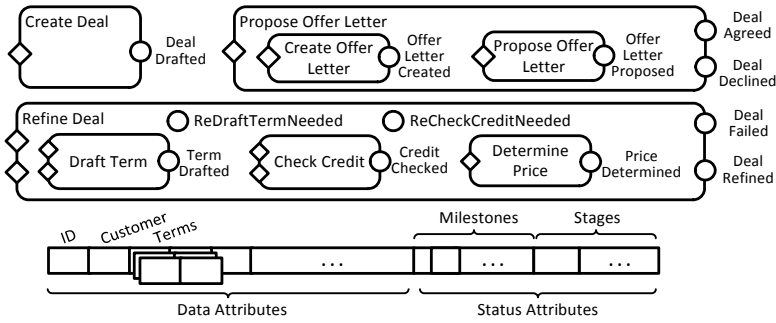 Create Deal
Deal
Drafted
Propose Offer Letter
Create Offer
Letter
Offer
Letter
Created
Propose Offer
Letter
Offer
Letter
Proposed
Deal
Agreed
Deal
Declined
Refine Deal
ReDraftTermNeeded
ReCheckCreditNeeded
Draft Term
Term
Drafted
Check Credit
Credit
Checked
Determine
Price
Price
Determined
Deal
Failed
Deal
Refined
ID
Customer
Terms
Milestones
Stages
...
...
...
Data Attributes
Status Attributes